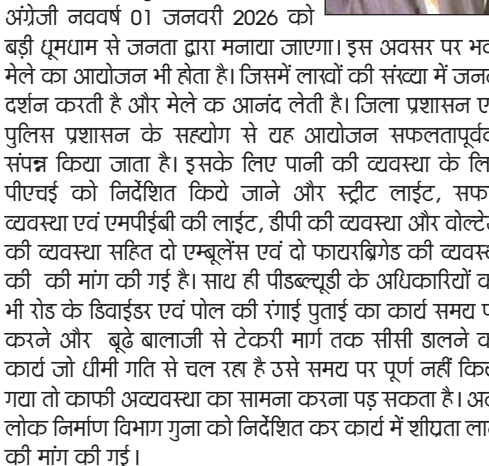 अंग्रेजी नववर्ष 01 जनवरी 2026 को
बड़ी धूमधाम से जनता द्वारा मनाया जाएगा। इस अवसर पर भव
मेले का आयोजन भी होता है। जिसमें लाखों की संख्या में जनत
दर्शन करती है और मेले क आनंद लेती है। जिला प्रशासन ए
पुलिस प्रशासन के सहयोग से यह आयोजन सफलतापूर्वव
संपन्न किया जाता है। इसके लिए पानी की व्यवस्था के लि
पीएचई को निर्देशित किये जाने और स्ट्रीट लाईट, सफ
व्यवस्था एवं एमपीईबी की लाईट, डीपी की व्यवस्था और वोल्टे
की व्यवस्था सहित दो एम्बूलेंस एवं दो फायरब्रिगेड की व्यवस्
की की मांग की गई है। साथ ही पीडब्ल्यूडी के अधिकारियों व
भी रोड के डिवाईडर एवं पोल की रंगाई पुताई का कार्य समय प
करने और बूढे बालाजी से टेकरी मार्ग तक सीसी डालने व
कार्य जो धीमी गति से चल रहा है उसे समय पर पूर्ण नहीं किय
गया तो काफी अव्यवस्था का सामना करना पड़ सकता है। अत
लोक निर्माण विभाग गुना को निर्देशित कर कार्य में शीघ्रता ला
की मांग की गई।